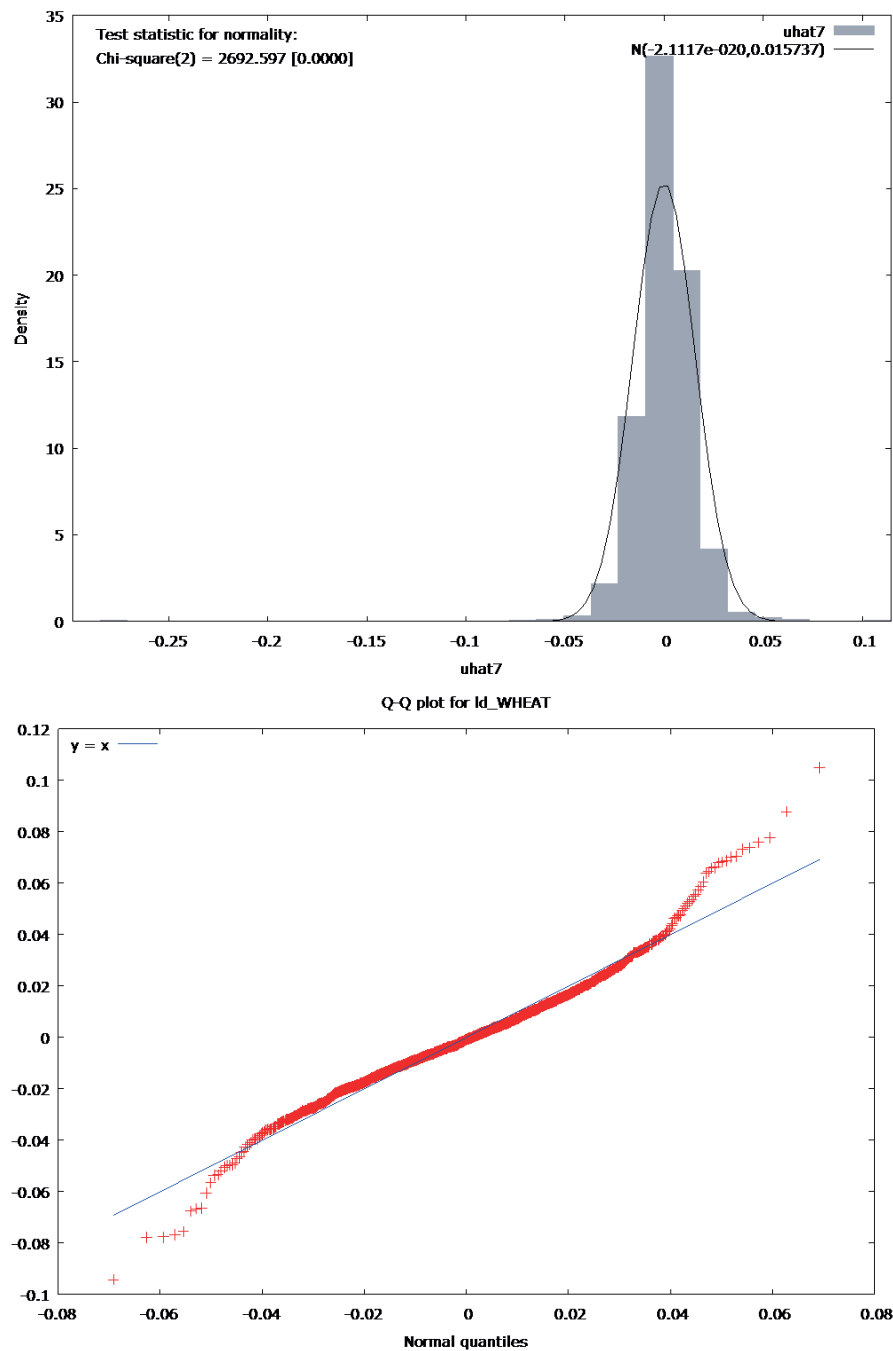 35
30
25
20
15
10
5
0
Density
Test statistic for normality:
Chi-square(2) = 2692.597 [0.0000]
uhat7
N(-2.1117e-020,0.015737)
-0.25 -0.2 -0.15 -0.1 -0.05 0 0.05 0.1
uhat7
Q-Q plot for ld_WHEAT
y = x
0.12
0.1
0.08
0.06
0.04
0.02
0
-0.02
-0.04
-0.06
-0.08
-0.1
-0.08 -0.06 -0.04 -0.02 0 0.02 0.04 0.06 0.08
Normal quantiles